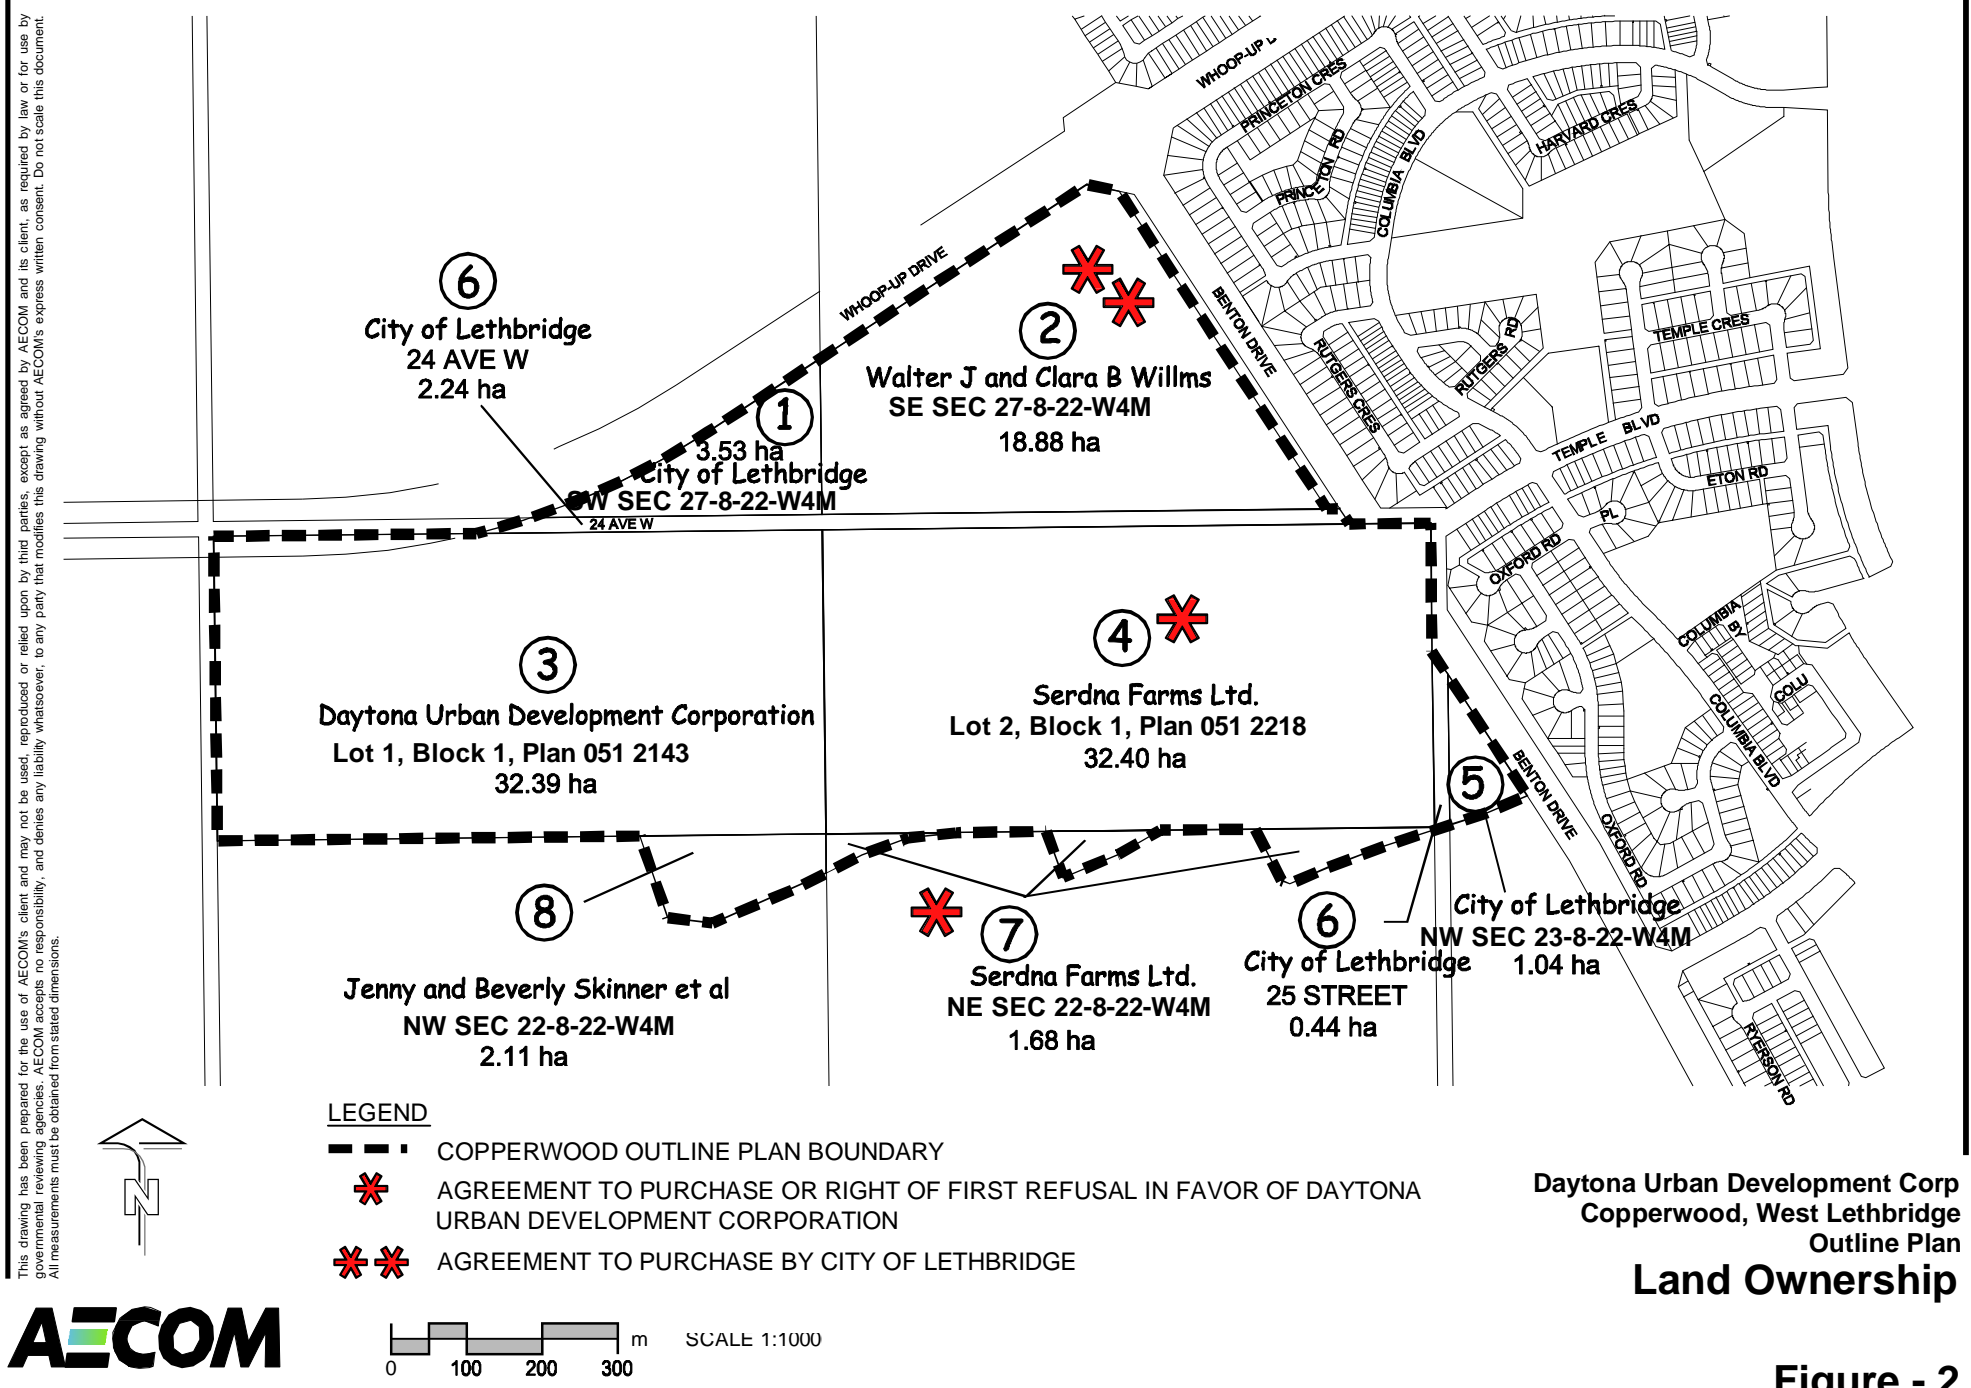 This drawing has been prepared for the use of AECOM's client and may not be used, reproduced or relied upon by third parties, except as agreed by AECOM and its client, as required by law or for use by
governmental reviewing agencies. AECOM accepts no responsibility, and denies any liability whatsoever, to any party that modifies this drawing without AECOM's express written consent. Do not scale this document.
All measurements must be obtained from stated dimensions.
WHOOP-UP
PRINCETON CRES
PRINCETON RD
COLUMBIA BLVD
HARVARD CRES
6
City of Lethbridge
24 AVE W
2.24 ha
WHOOP-UP DRIVE
2
Walter J and Clara B Willms
SE SEC 27-8-22-W4M
18.88 ha
BENTON DRIVE
RUTGERS CRES
RUTGERS RD
TEMPLE CRES
TEMPLE BLVD
ETON RD
PL
OXFORD RD
1
3.53 ha
City of Lethbridge
SW SEC 27-8-22-W4M
24 AVE W
3
Daytona Urban Development Corporation
Lot 1, Block 1, Plan 051 2143
32.39 ha
4
Serdna Farms Ltd.
Lot 2, Block 1, Plan 051 2218
32.40 ha
COLUMBIA
BY
COLU
COLUMBIA BLVD
5
BENTON DRIVE
OXFORD RD
City of Lethbridge
NW SEC 23-8-22-W4M
1.04 ha
8
Jenny and Beverly Skinner et al
NW SEC 22-8-22-W4M
2.11 ha
7
Serdna Farms Ltd.
NE SEC 22-8-22-W4M
1.68 ha
6
City of Lethbridge
25 STREET
0.44 ha
RYERSON RD
LEGEND
COPPERWOOD OUTLINE PLAN BOUNDARY
AGREEMENT TO PURCHASE OR RIGHT OF FIRST REFUSAL IN FAVOR OF DAYTONA
URBAN DEVELOPMENT CORPORATION
AGREEMENT TO PURCHASE BY CITY OF LETHBRIDGE
N
Daytona Urban Development Corp
Copperwood, West Lethbridge
Outline Plan
Land Ownership
AECOM
0 100 200 300 m
SCALE 1:1000
Figure - 2